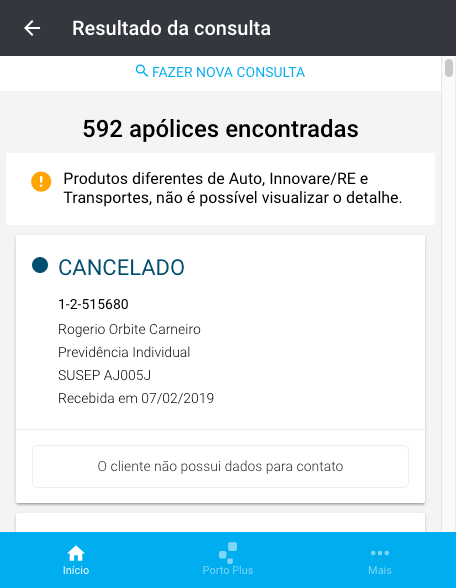 Resultado da consulta
FAZER NOVA CONSULTA
592 apólices encontradas
Produtos diferentes de Auto, Innovare/RE e
Transportes, não é possível visualizar o detalhe.
CANCELADO
1-2-515680
Rogerio Orbite Carneiro
Previdência Individual
SUSEP AJ005J
Recebida em 07/02/2019
O cliente não possui dados para contato
Início
Porto Plus
Mais